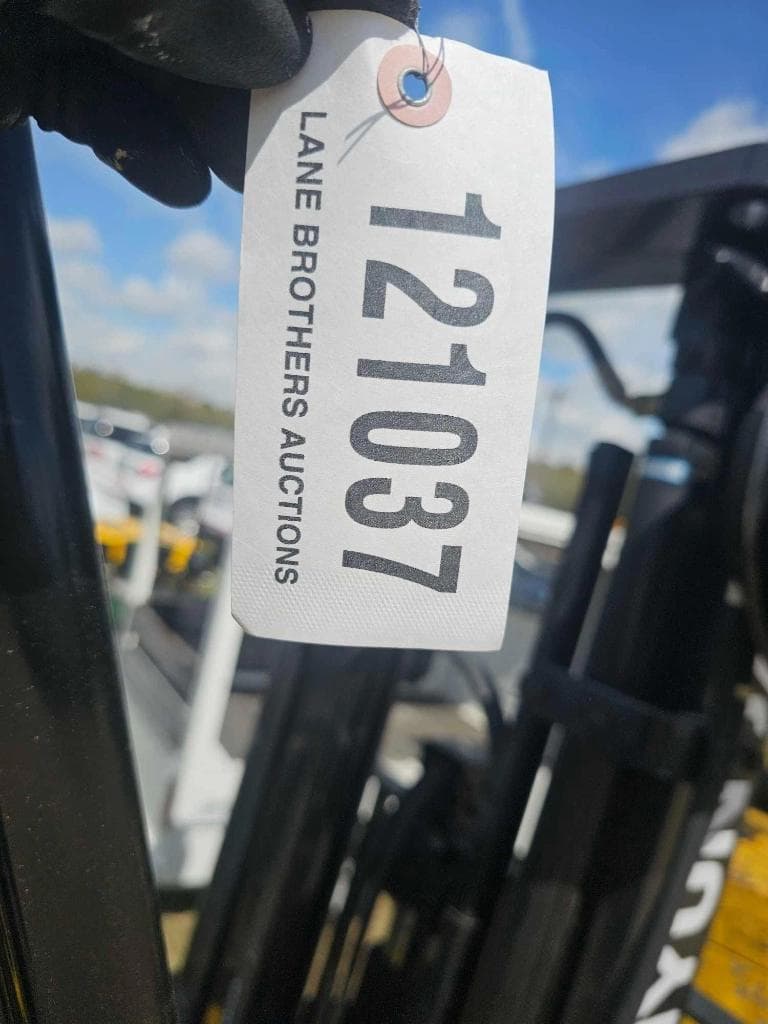 121037
LANE BROTHERS AUCTIONS